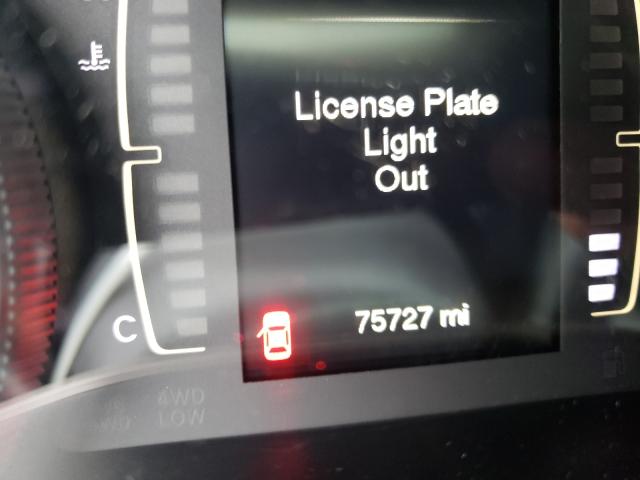 License Plate
Light
Out
75727 mi
C
4WD
LOW